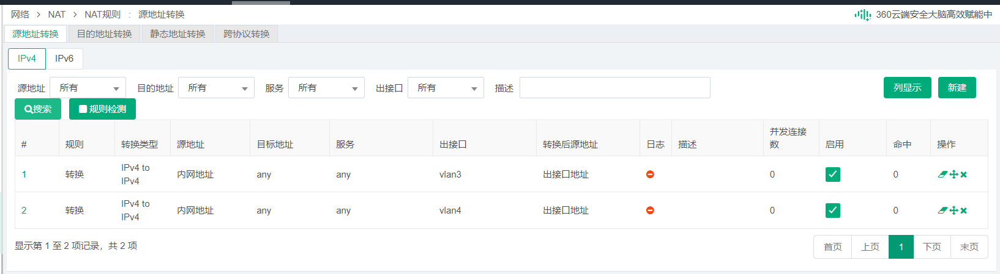 网络 > NAT > NAT规则 : 源地址转换
360云端安全大脑高效赋能中
源地址转换 目的地址转换 静态地址转换 跨协议转换
IPv4 IPv6
源地址 所有 目的地址 所有 服务 所有 出接口 所有 描述 列显示 新建
搜索 规则检测
# 规则 转换类型 源地址 目标地址 服务 出接口 转换后源地址 日志 描述 并发连接数 启用 命中 操作
1 转换 IPv4 to IPv4 内网地址 any any vlan3 出接口地址 0 0
2 转换 IPv4 to IPv4 内网地址 any any vlan4 出接口地址 0 0
显示第 1 至 2 项记录，共 2 项
首页 上页 1 下页 末页